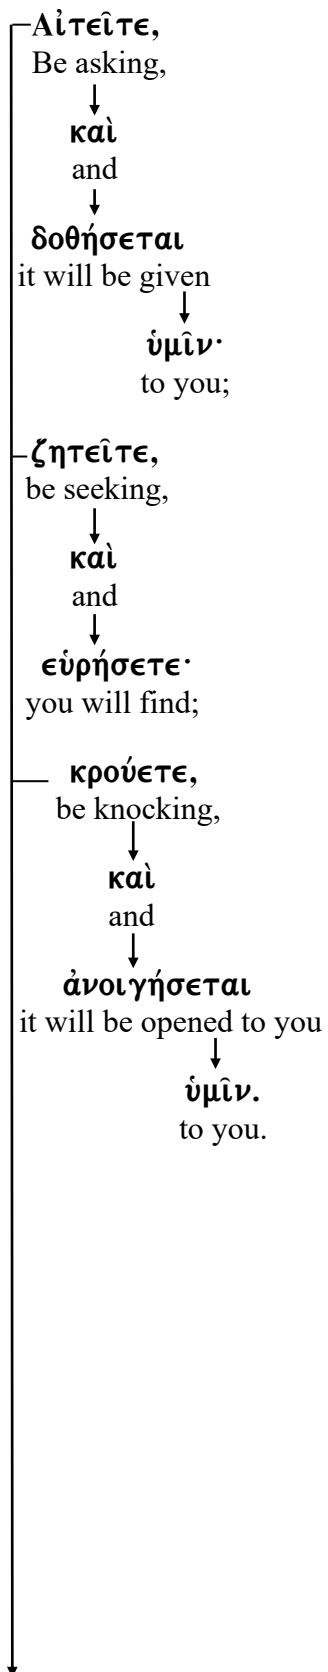 Αἰτεῖτε,
Be asking,
καὶ
and
δοθήσεται
it will be given
ὑμῖν·
to you;
ζητεῖτε,
be seeking,
καὶ
and
εὑρήσετε·
you will find;
κρούετε,
be knocking,
καὶ
and
ἀνοιγήσεται
it will be opened to you
ὑμῖν.
to you.